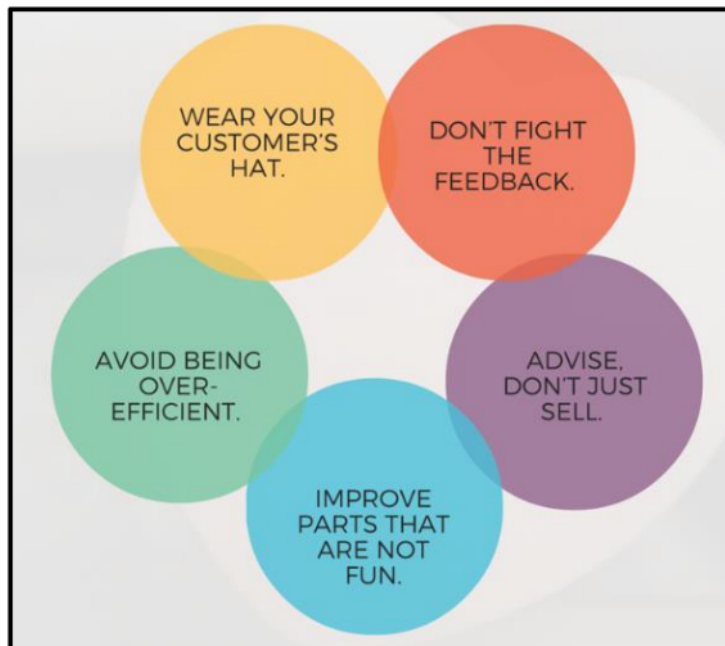 WEAR YOUR
CUSTOMER'S
HAT.
DON'T FIGHT
THE
FEEDBACK.
AVOID BEING
OVER-
EFFICIENT.
ADVISE,
DON'T JUST
SELL.
IMPROVE
PARTS THAT
ARE NOT
FUN.